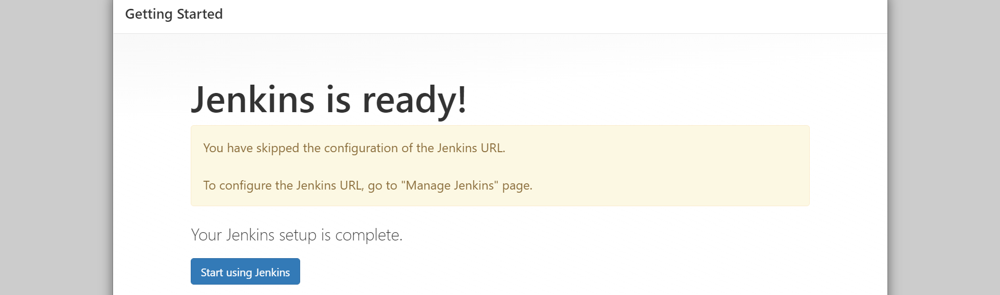 Getting Started
Jenkins is ready!
You have skipped the configuration of the Jenkins URL.
To configure the Jenkins URL, go to "Manage Jenkins" page.
Your Jenkins setup is complete.
Start using Jenkins